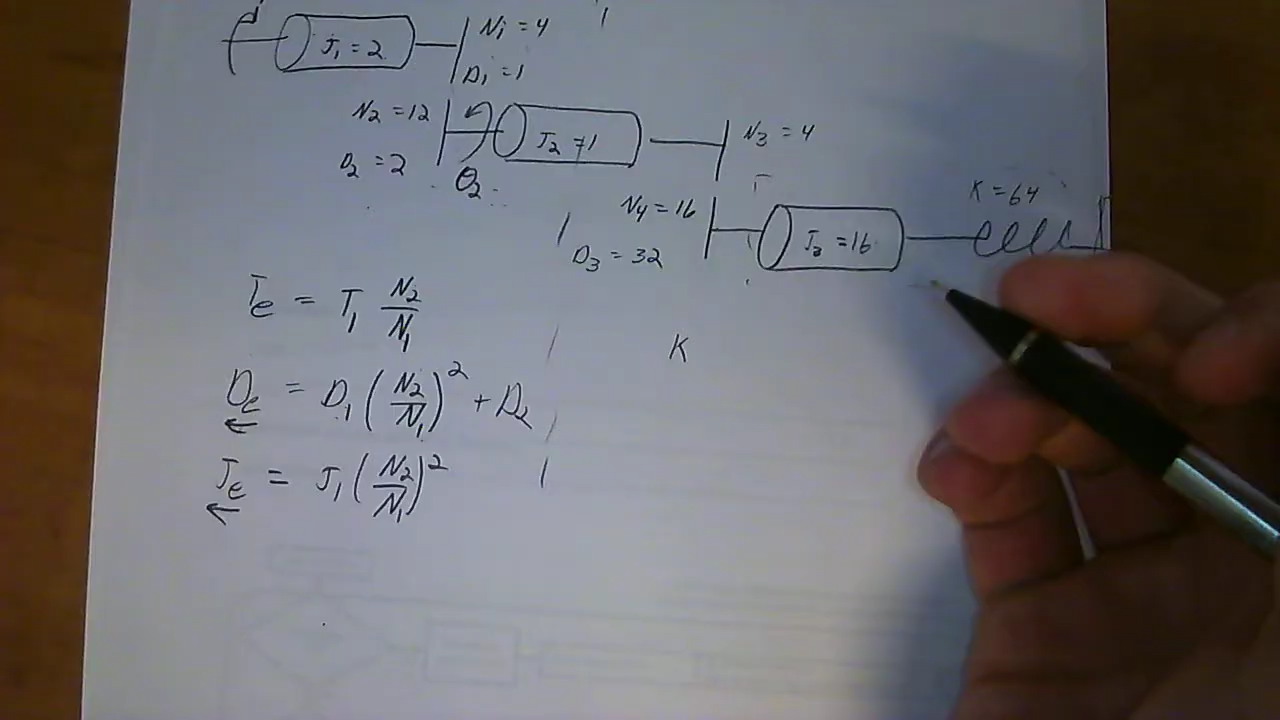 J₁ = 2
N₁ = 4
D₁ = 1
N₂ = 12
D₂ = 2
θ₂
J₂ = 1
N₃ = 4
N₄ = 16
D₃ = 32
J₃ = 16
K = 64
Tₑ = T₁ N₂/N₁
K
Dₑ = D₁ (N₂/N₁)² + D₂
Jₑ = J₁ (N₂/N₁)²